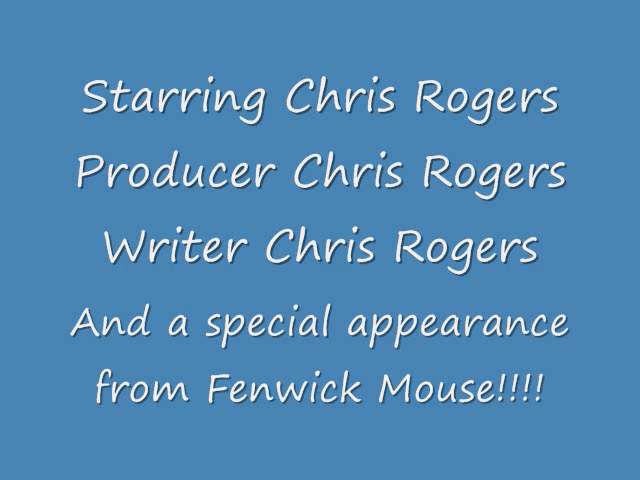 Starring Chris Rogers
Producer Chris Rogers
Writer Chris Rogers
And a special appearance
from Fenwick Mouse!!!!